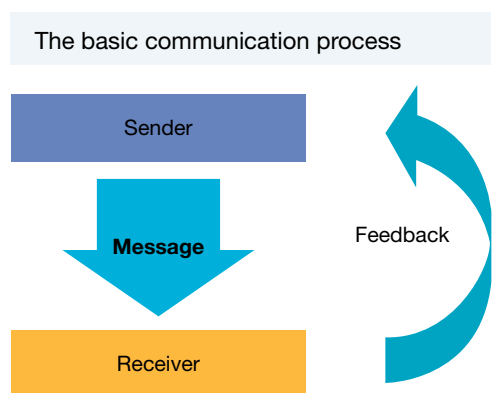 The basic communication process
Sender
Message
Feedback
Receiver